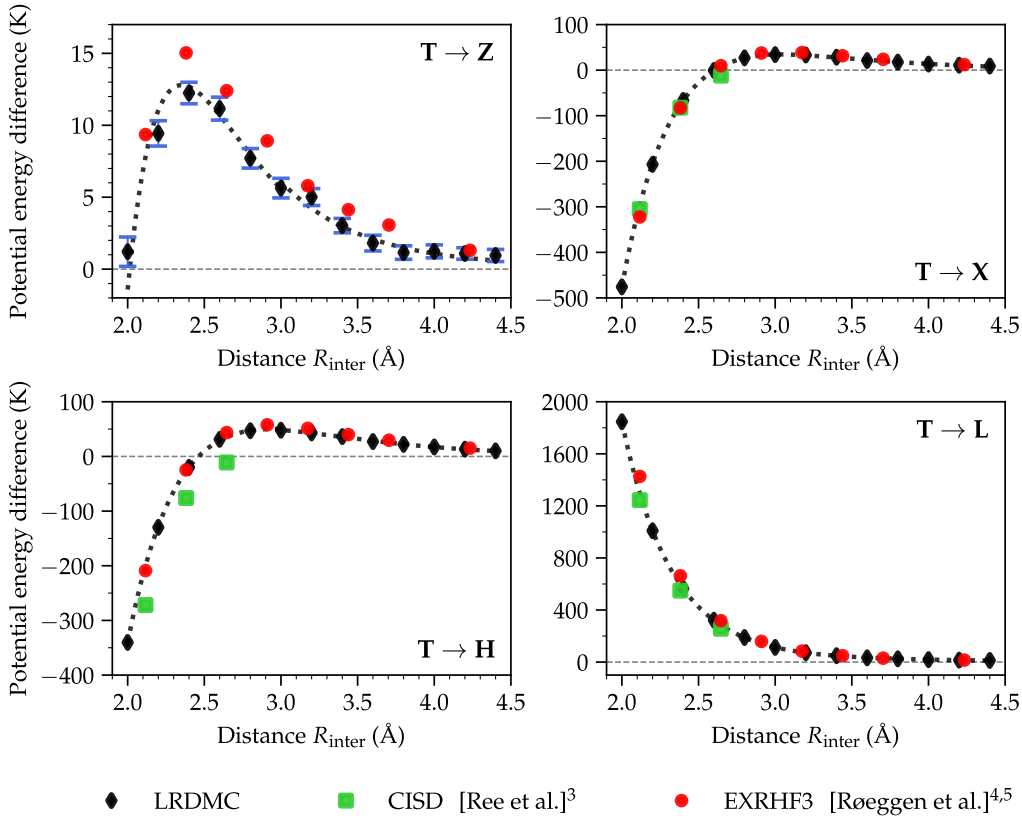 Potential energy difference (K)
15
10
5
0
T → Z
2.0 2.5 3.0 3.5 4.0 4.5
Distance R_inter (Å)
100
0
−100
−200
−300
−400
−500
T → X
2.0 2.5 3.0 3.5 4.0 4.5
Distance R_inter (Å)
Potential energy difference (K)
100
0
−100
−200
−300
−400
T → H
2.0 2.5 3.0 3.5 4.0 4.5
Distance R_inter (Å)
2000
1600
1200
800
400
0
T → L
2.0 2.5 3.0 3.5 4.0 4.5
Distance R_inter (Å)
LRDMC CISD [Ree et al.]³ EXRHF3 [Røeggen et al.]⁴,⁵